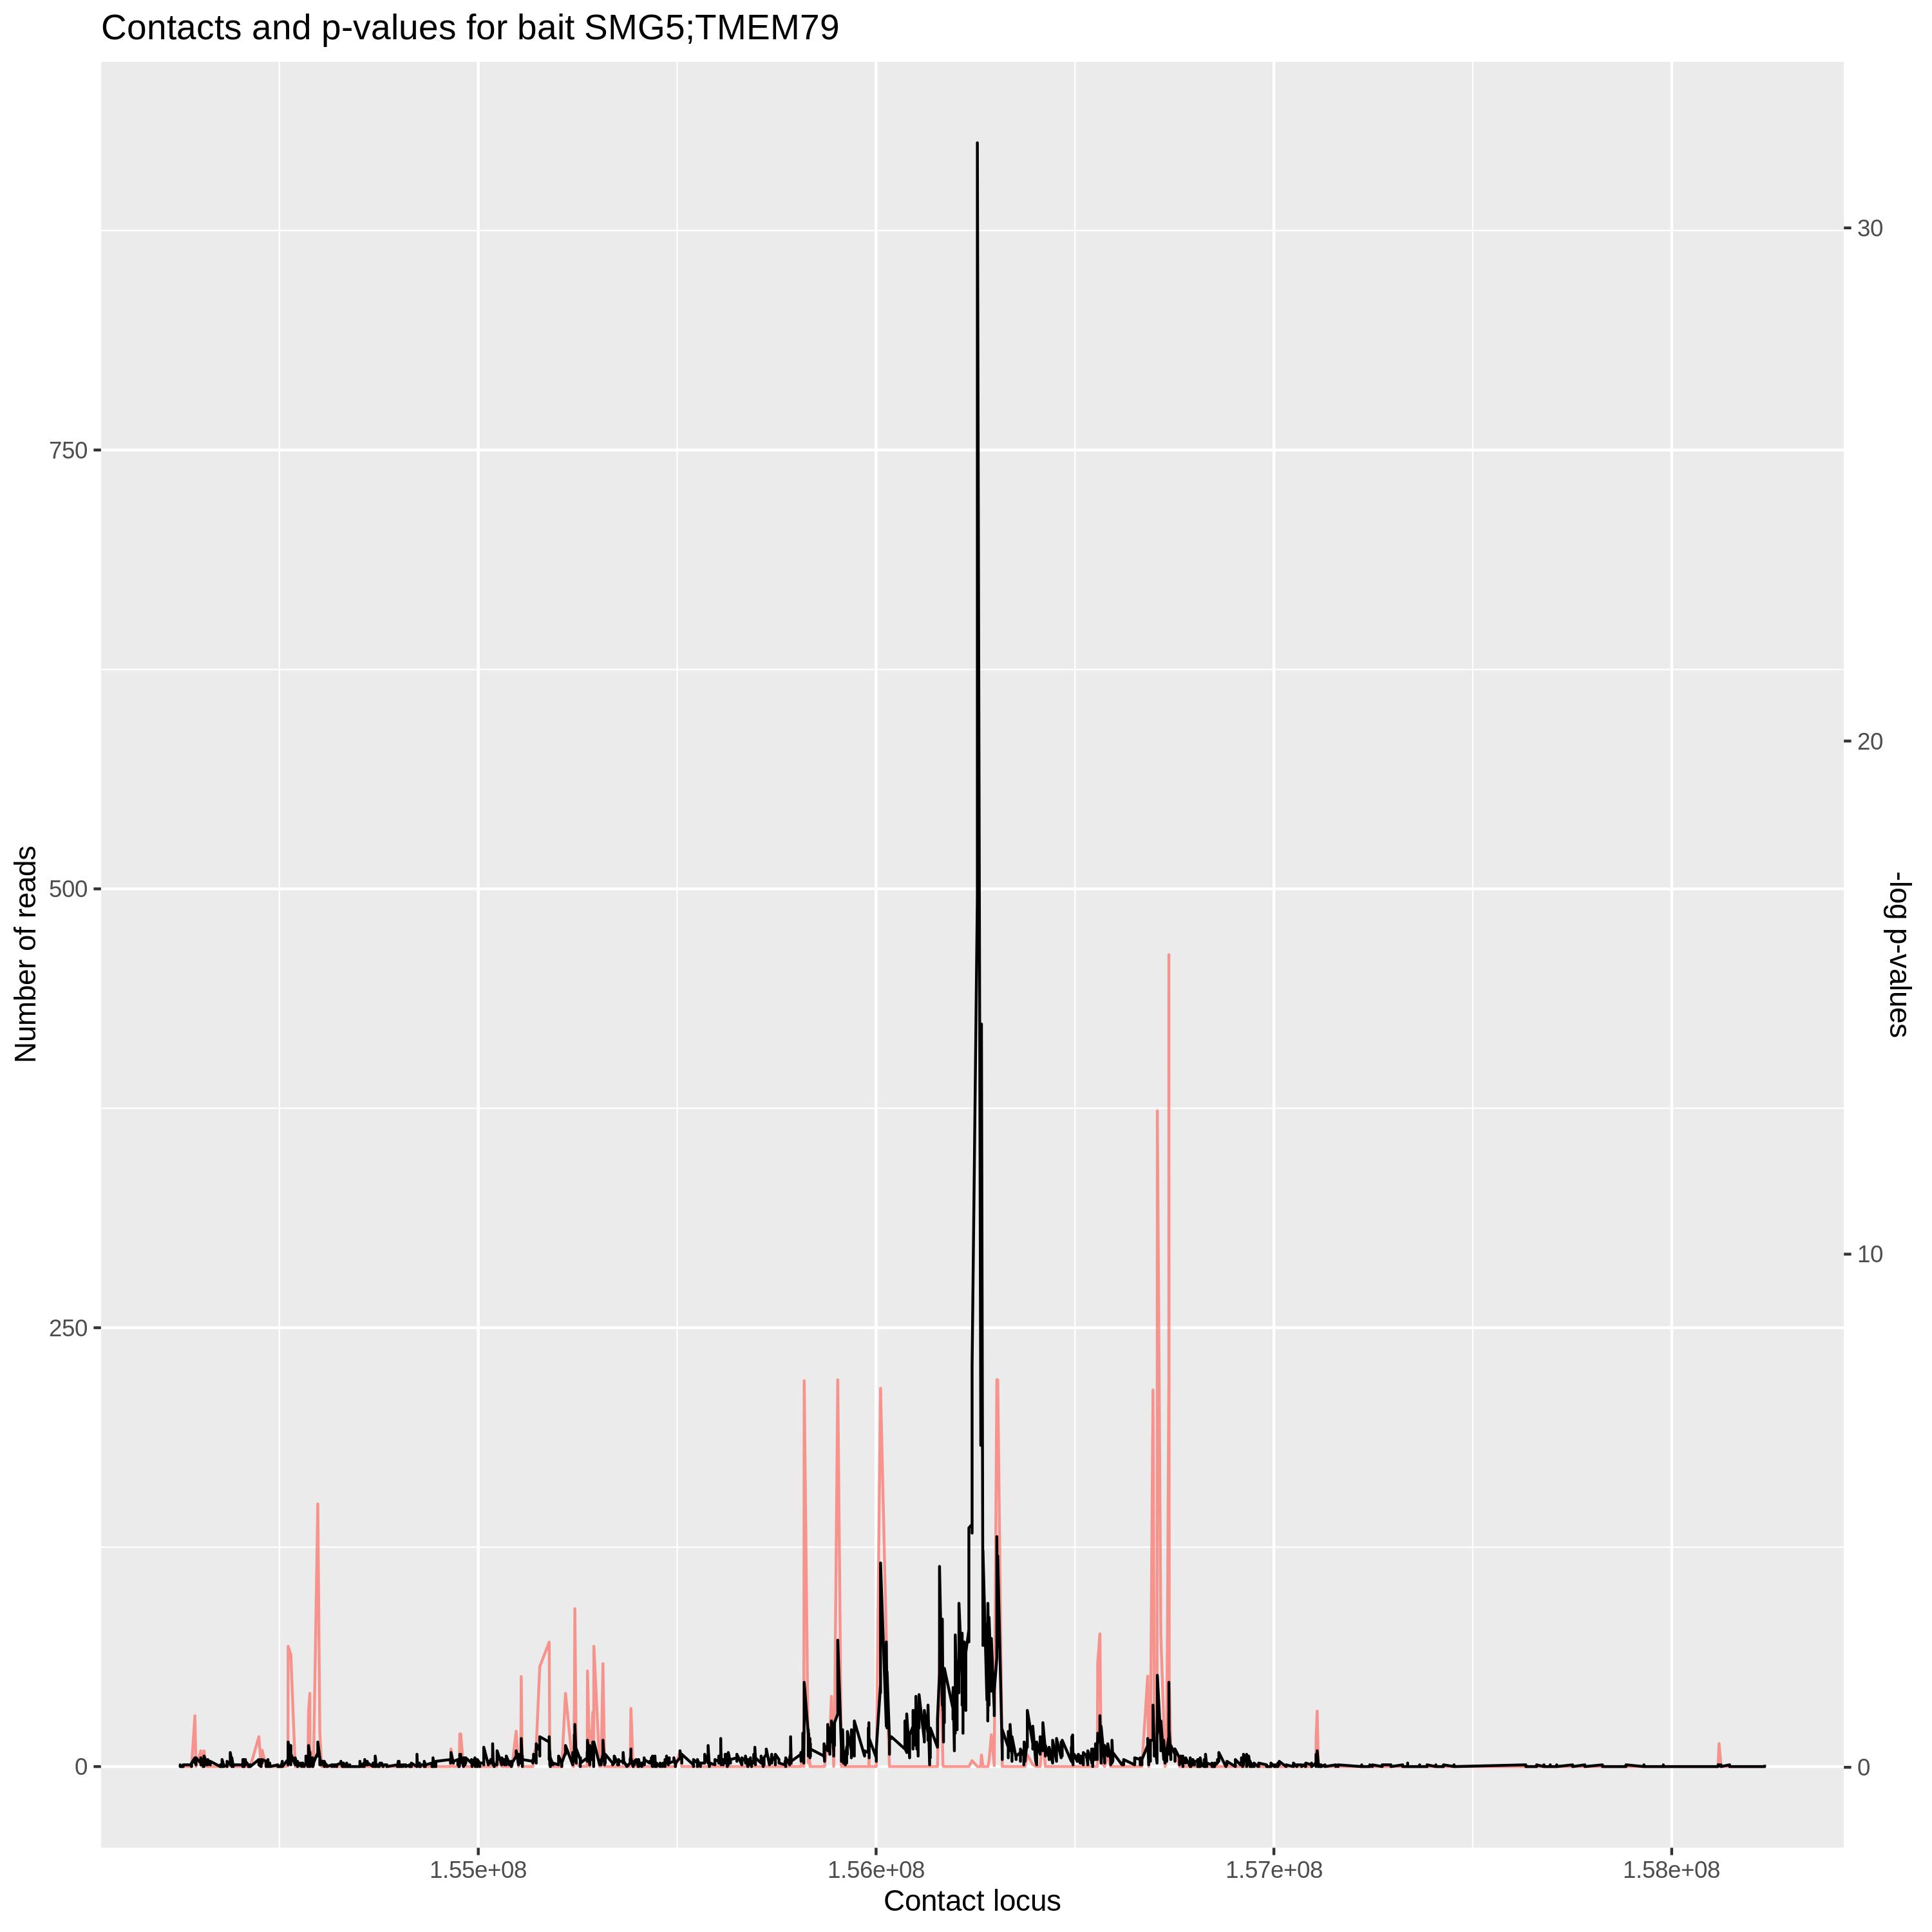 Contacts and p-values for bait SMG5;TMEM79
Number of reads
750
500
250
0
30
20
10
0
-log p-values
1.55e+08 1.56e+08 1.57e+08 1.58e+08
Contact locus